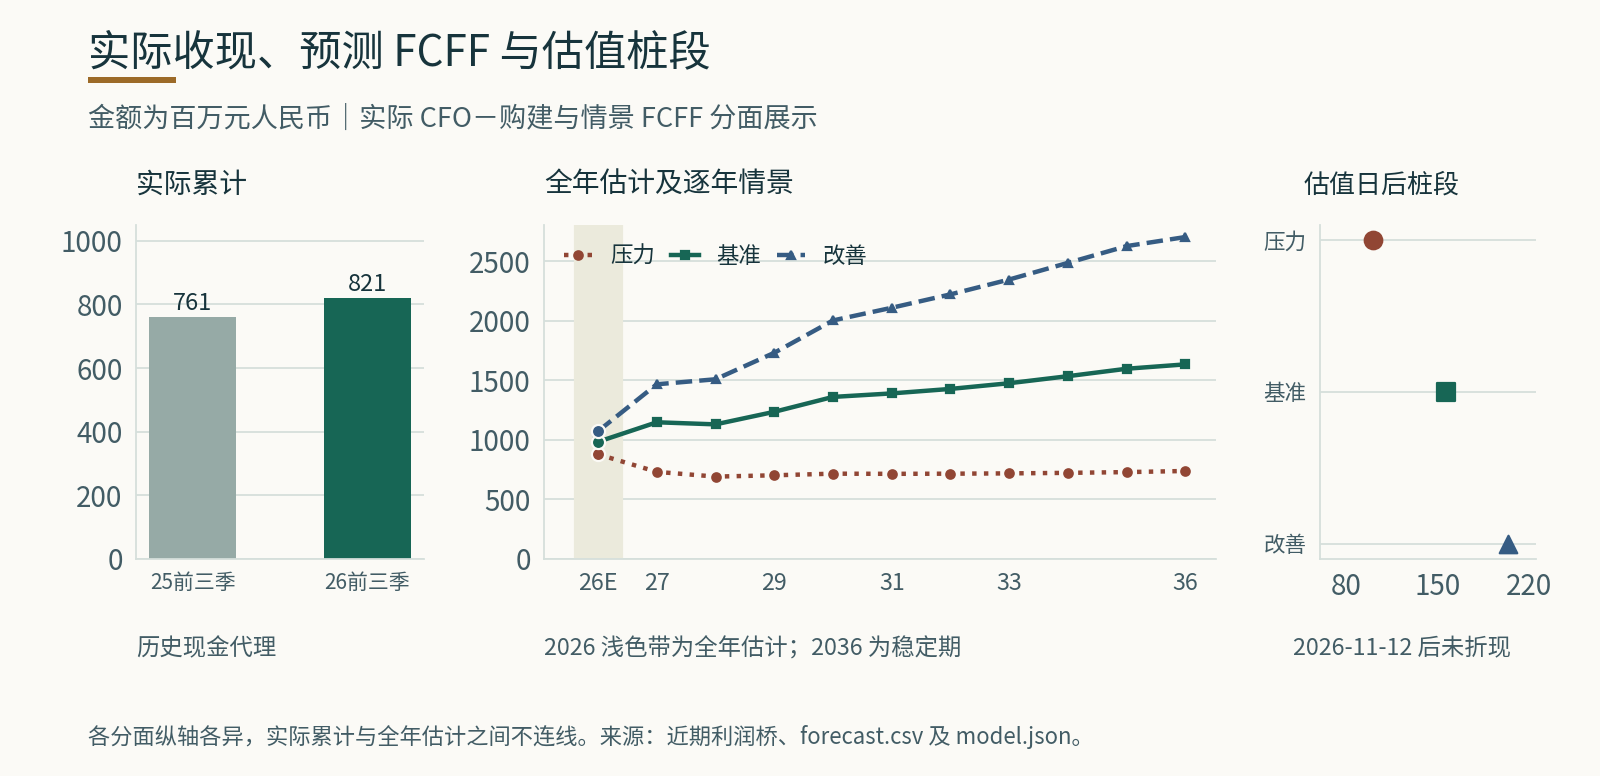 实际收现、预测 FCFF 与估值桩段
金额为百万元人民币｜实际 CFO－购建与情景 FCFF 分面展示
实际累计
1000
800
600
400
200
0
761
821
25前三季
26前三季
历史现金代理
全年估计及逐年情景
压力
基准
改善
2500
2000
1500
1000
500
0
26E
27
29
31
33
36
2026 浅色带为全年估计；2036 为稳定期
估值日后桩段
压力
基准
改善
80
150
220
2026-11-12 后未折现
各分面纵轴各异，实际累计与全年估计之间不连线。来源：近期利润桥、forecast.csv 及 model.json。